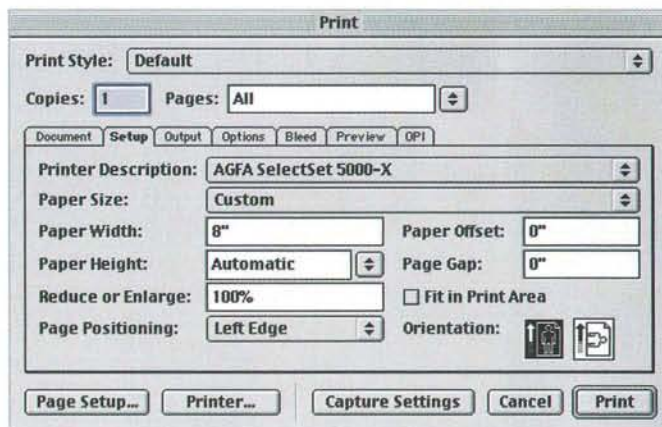 Print
Print Style: Default
Copies: 1 Pages: All
Document Setup Output Options Bleed Preview OPI
Printer Description: AGFA SelectSet 5000-X
Paper Size: Custom
Paper Width: 8" Paper Offset: 0"
Paper Height: Automatic Page Gap: 0"
Reduce or Enlarge: 100% Fit in Print Area
Page Positioning: Left Edge Orientation:
Page Setup... Printer... Capture Settings Cancel Print